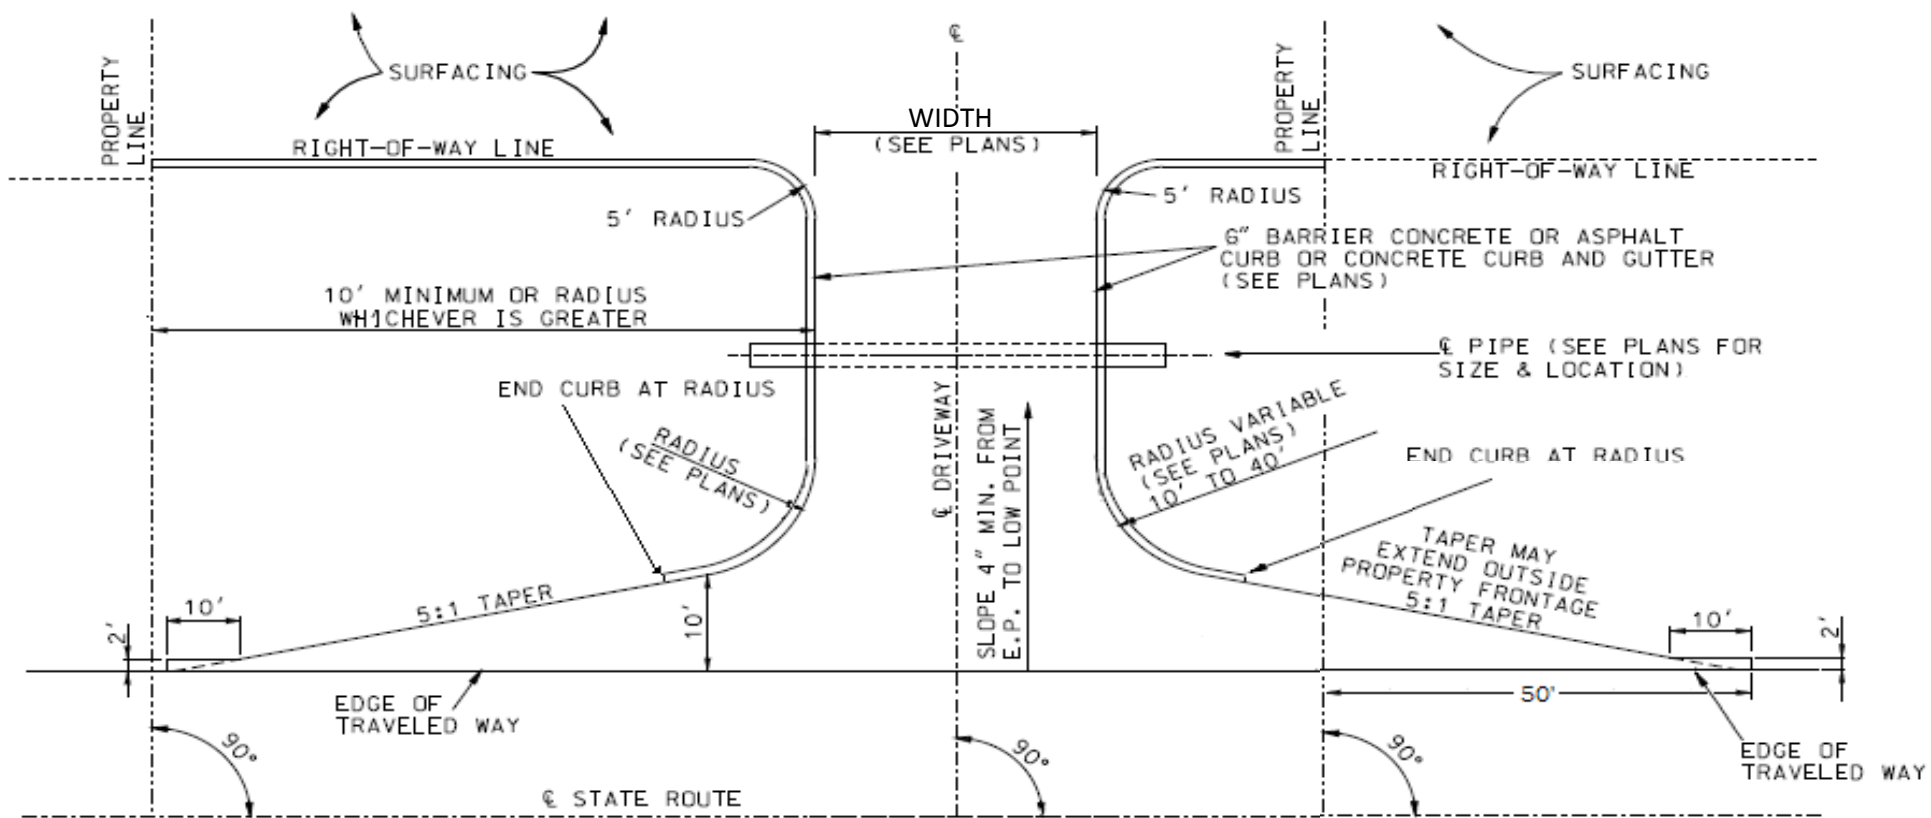 ℄
PROPERTY
LINE
SURFACING
PROPERTY
LINE
SURFACING
WIDTH
(SEE PLANS)
RIGHT-OF-WAY LINE
RIGHT-OF-WAY LINE
5' RADIUS
5' RADIUS
6" BARRIER CONCRETE OR ASPHALT
CURB OR CONCRETE CURB AND GUTTER
(SEE PLANS)
10' MINIMUM OR RADIUS
WHICHEVER IS GREATER
℄ PIPE (SEE PLANS FOR
SIZE & LOCATION)
END CURB AT RADIUS
RADIUS
(SEE PLANS)
℄ DRIVEWAY
SLOPE 4" MIN. FROM
E.P. TO LOW POINT
RADIUS VARIABLE
(SEE PLANS)
10' TO 40'
END CURB AT RADIUS
TAPER MAY
EXTEND OUTSIDE
PROPERTY FRONTAGE
5:1 TAPER
5:1 TAPER
10'
2'
10'
10'
2'
50'
EDGE OF
TRAVELED WAY
EDGE OF
TRAVELED WAY
90°
90°
90°
℄ STATE ROUTE